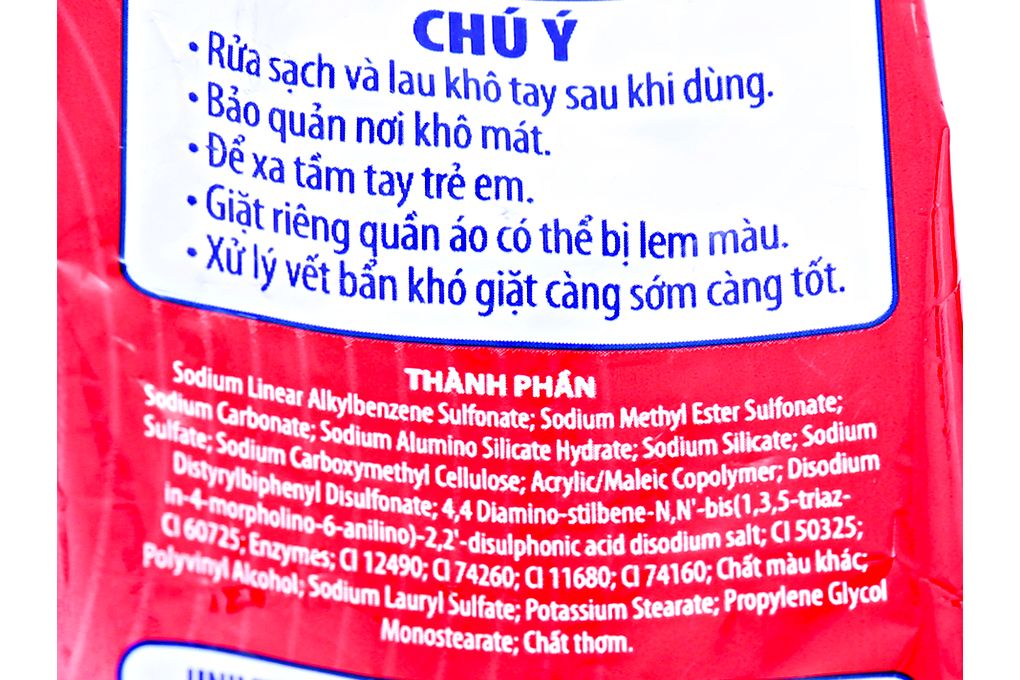 CHÚ Ý
• Rửa sạch và lau khô tay sau khi dùng.
• Bảo quản nơi khô mát.
• Để xa tầm tay trẻ em.
• Giặt riêng quần áo có thể bị lem màu.
• Xử lý vết bẩn khó giặt càng sớm càng tốt.
THÀNH PHẦN
Sodium Linear Alkylbenzene Sulfonate; Sodium Methyl Ester Sulfonate;
Sodium Carbonate; Sodium Alumino Silicate Hydrate; Sodium Silicate; Sodium
Sulfate; Sodium Carboxymethyl Cellulose; Acrylic/Maleic Copolymer; Disodium
Distyrylbiphenyl Disulfonate; 4,4 Diamino-stilbene-N,N'-bis(1,3,5-triaz-
in-4-morpholino-6-anilino)-2,2'-disulphonic acid disodium salt; CI 50325;
CI 60725; Enzymes; CI 12490; CI 74260; CI 11680; CI 74160; Chất màu khác;
Polyvinyl Alcohol; Sodium Lauryl Sulfate; Potassium Stearate; Propylene Glycol
Monostearate; Chất thơm.